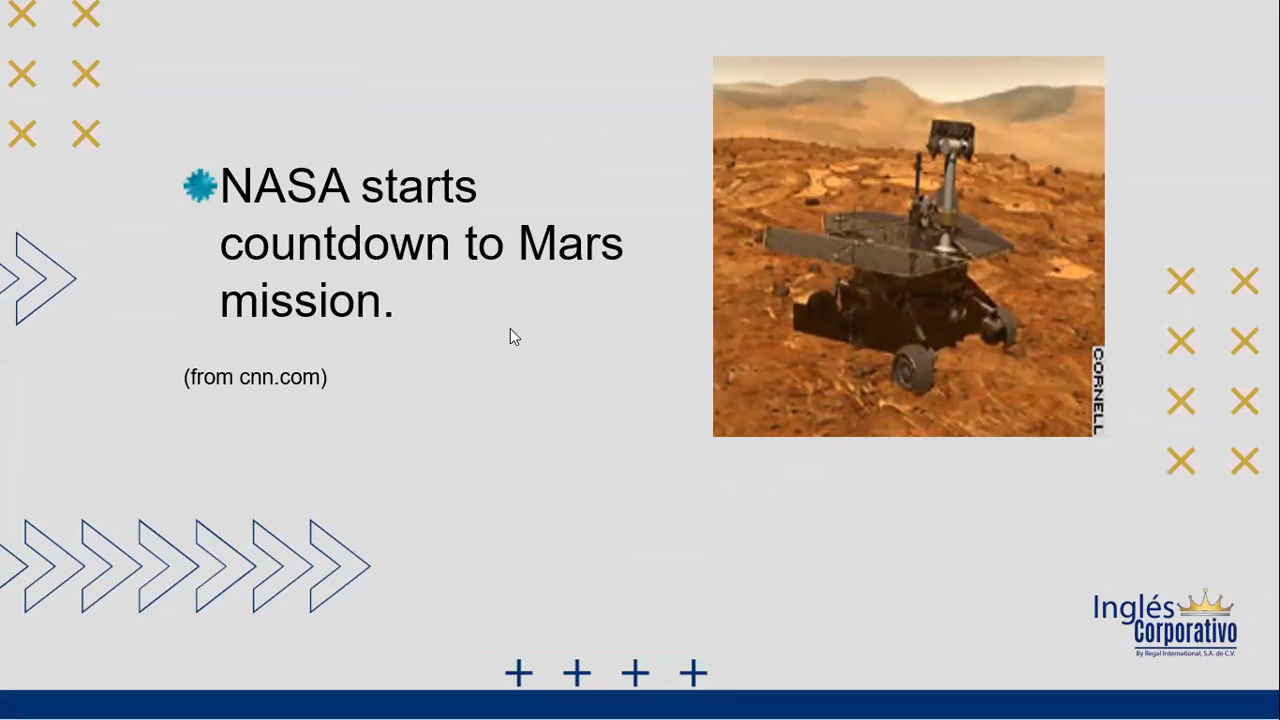 NASA starts
countdown to Mars
mission.
(from cnn.com)
CORNELL
Inglés
Corporativo
By Regal International, S.A. de C.V.